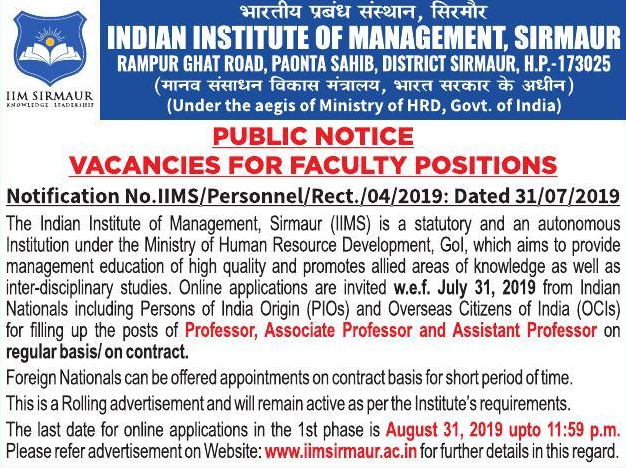 भारतीय प्रबंध संस्थान, सिरमौर
INDIAN INSTITUTE OF MANAGEMENT, SIRMAUR
RAMPUR GHAT ROAD, PAONTA SAHIB, DISTRICT SIRMAUR, H.P.-173025
(मानव संसाधन विकास मंत्रालय, भारत सरकार के अधीन)
(Under the aegis of Ministry of HRD, Govt. of India)
IIM SIRMAUR
KNOWLEDGE LEADERSHIP
PUBLIC NOTICE
VACANCIES FOR FACULTY POSITIONS
Notification No.IIMS/Personnel/Rect./04/2019: Dated 31/07/2019
The Indian Institute of Management, Sirmaur (IIMS) is a statutory and an autonomous
Institution under the Ministry of Human Resource Development, GoI, which aims to provide
management education of high quality and promotes allied areas of knowledge as well as
inter-disciplinary studies. Online applications are invited w.e.f. July 31, 2019 from Indian
Nationals including Persons of India Origin (PIOs) and Overseas Citizens of India (OCIs)
for filling up the posts of Professor, Associate Professor and Assistant Professor on
regular basis/ on contract.
Foreign Nationals can be offered appointments on contract basis for short period of time.
This is a Rolling advertisement and will remain active as per the Institute's requirements.
The last date for online applications in the 1st phase is August 31, 2019 upto 11:59 p.m.
Please refer advertisement on Website: www.iimsirmaur.ac.in for further details in this regard.